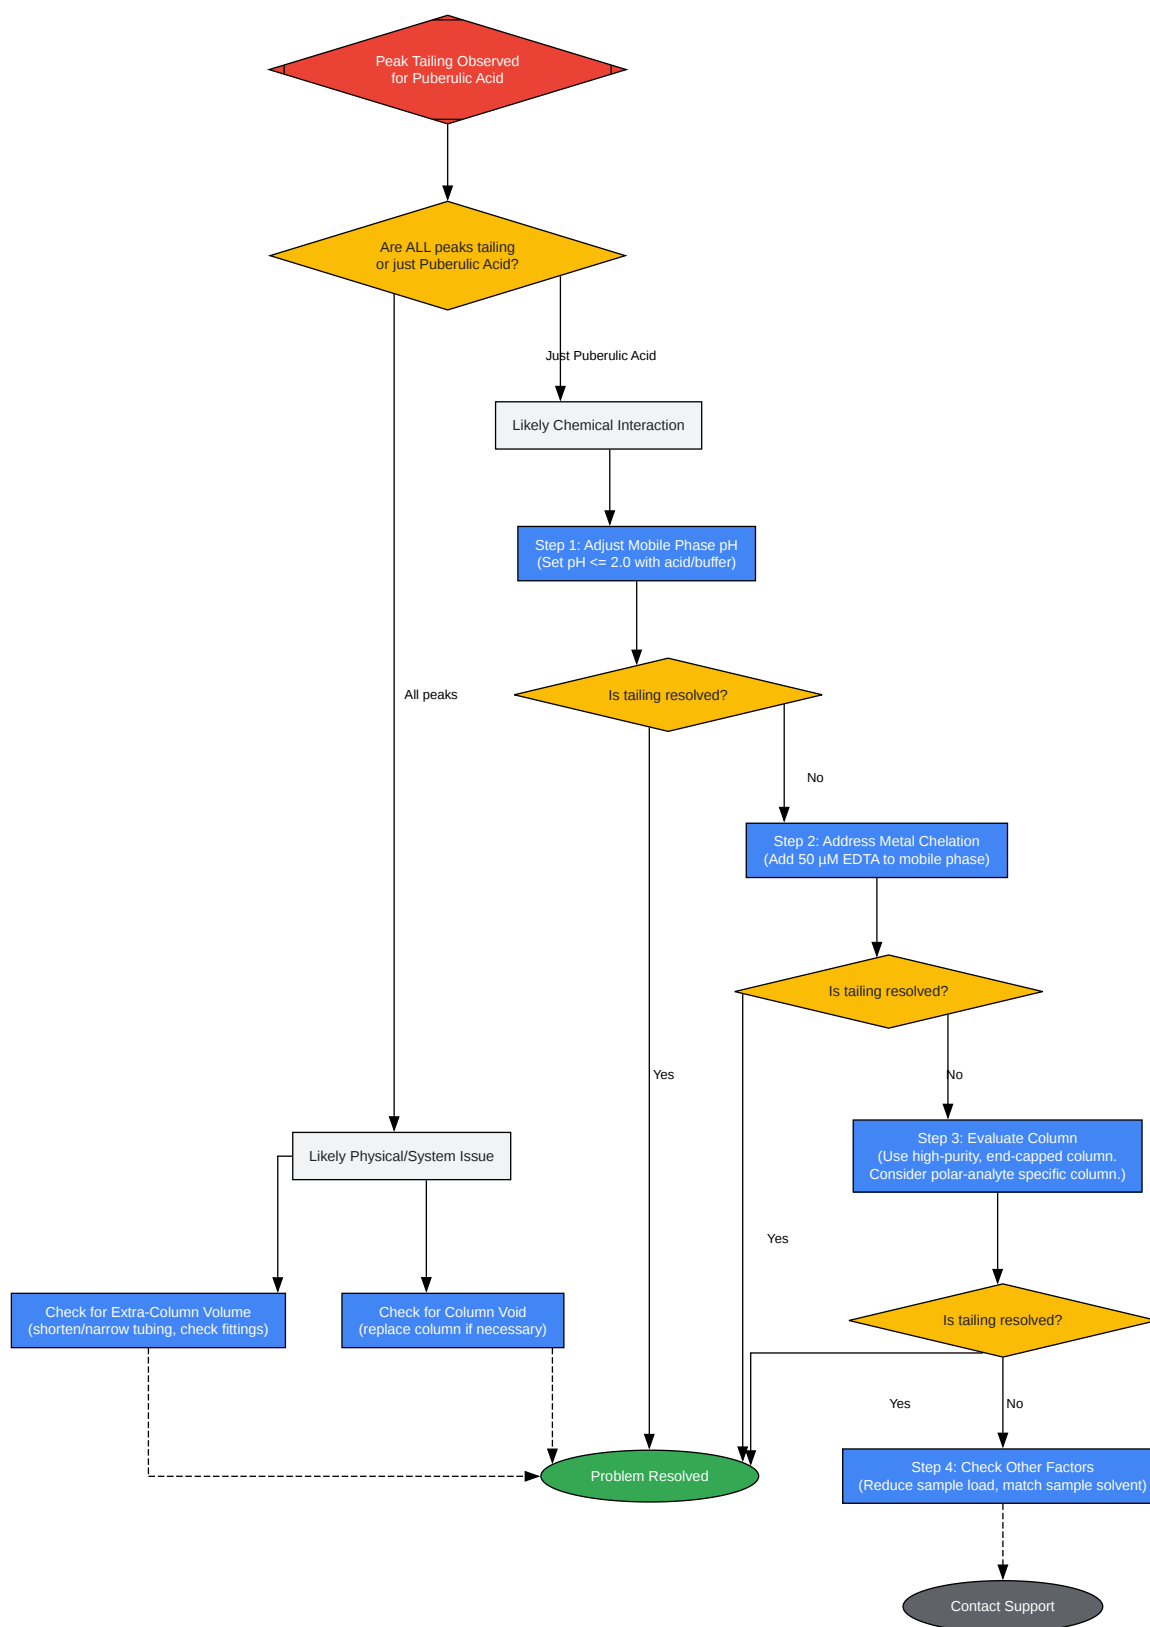 Peak Tailing Observed
for Puberulic Acid
Are ALL peaks tailing
or just Puberulic Acid?
Just Puberulic Acid
Likely Chemical Interaction
Step 1: Adjust Mobile Phase pH
(Set pH <= 2.0 with acid/buffer)
All peaks
Is tailing resolved?
No
Step 2: Address Metal Chelation
(Add 50 µM EDTA to mobile phase)
Is tailing resolved?
Yes
No
Step 3: Evaluate Column
(Use high-purity, end-capped column.
Consider polar-analyte specific column.)
Likely Physical/System Issue
Yes
Check for Extra-Column Volume
(shorten/narrow tubing, check fittings)
Check for Column Void
(replace column if necessary)
Is tailing resolved?
Yes
No
Problem Resolved
Step 4: Check Other Factors
(Reduce sample load, match sample solvent)
Contact Support